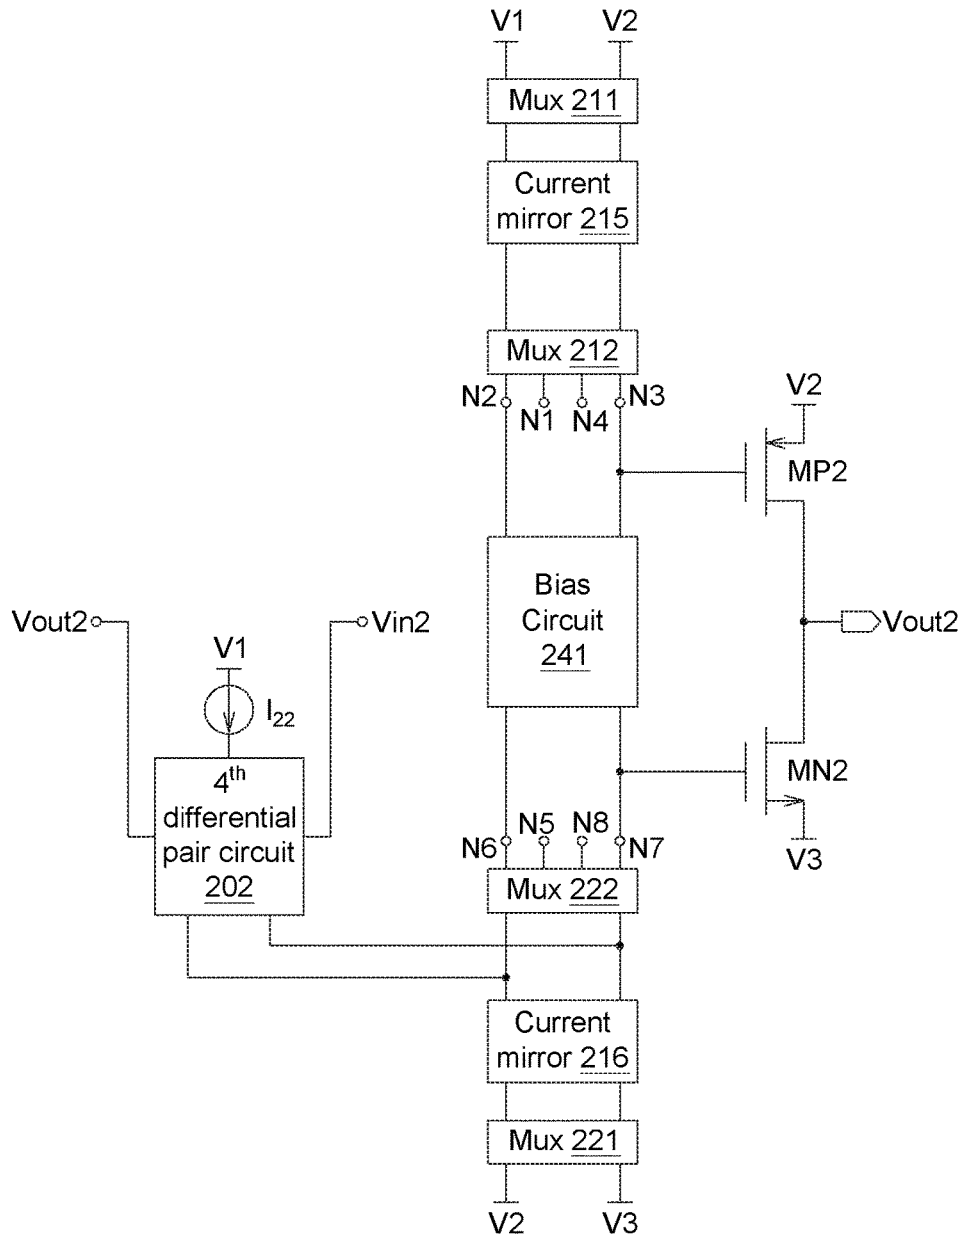 V1 V2
Mux 211
Current
mirror 215
Mux 212
N2 N1 N4 N3
V2
MP2
Bias
Circuit
241
Vout2 Vin2
V1
I22
Vout2
4th
differential
pair circuit
202
MN2
V3
N6 N5 N8 N7
Mux 222
Current
mirror 216
Mux 221
V2 V3